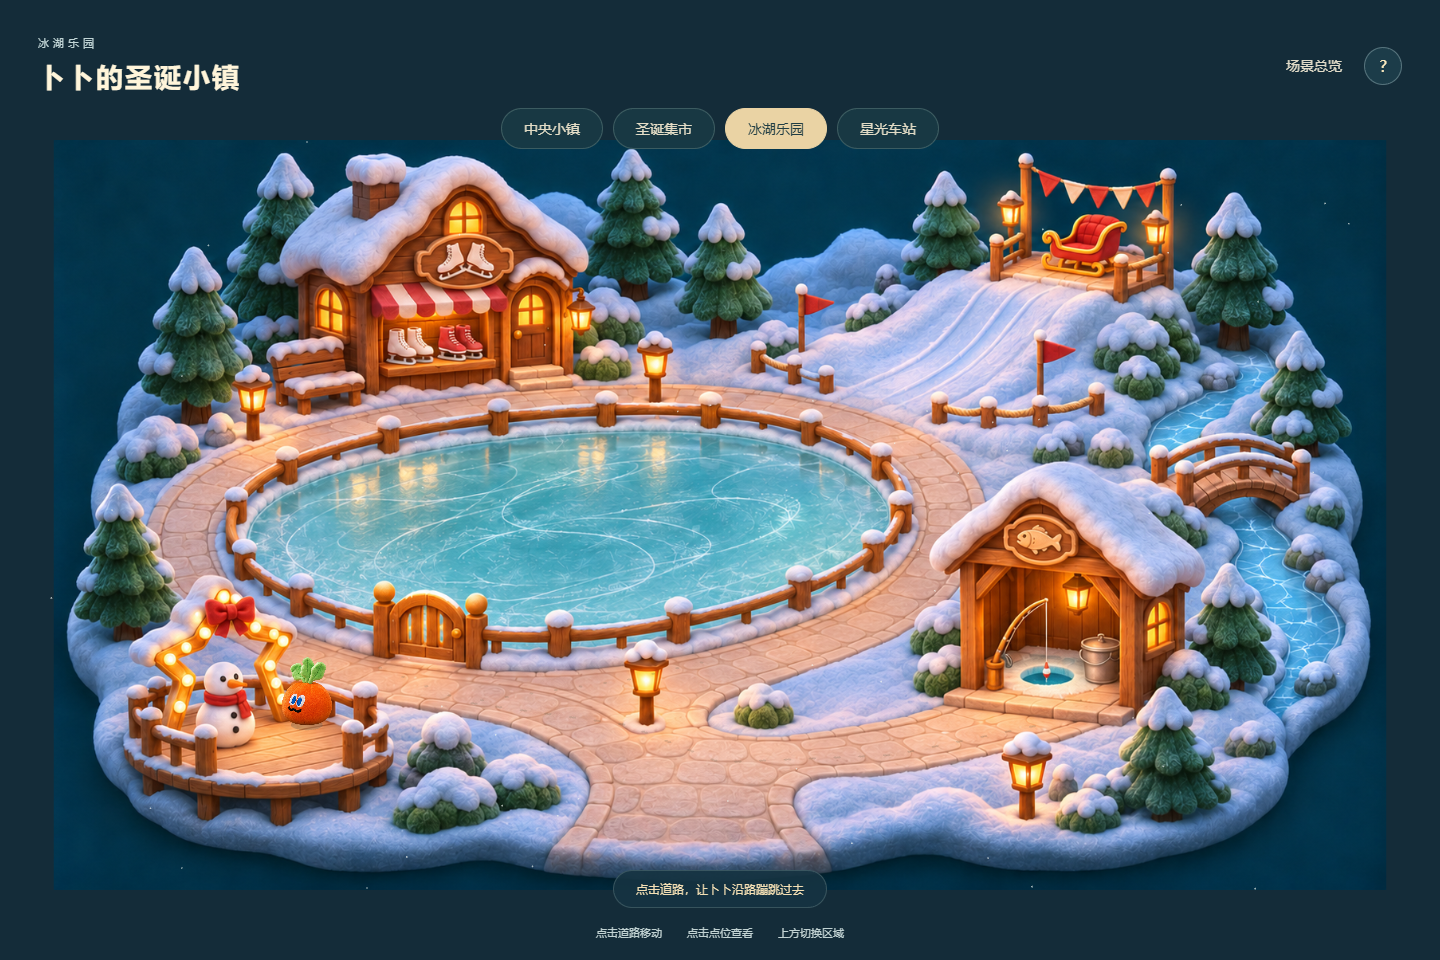 冰湖乐园
卜卜的圣诞小镇
场景总览
?
中央小镇
圣诞集市
冰湖乐园
星光车站
点击道路，让卜卜沿路蹦跳过去
点击道路移动
点击点位查看
上方切换区域